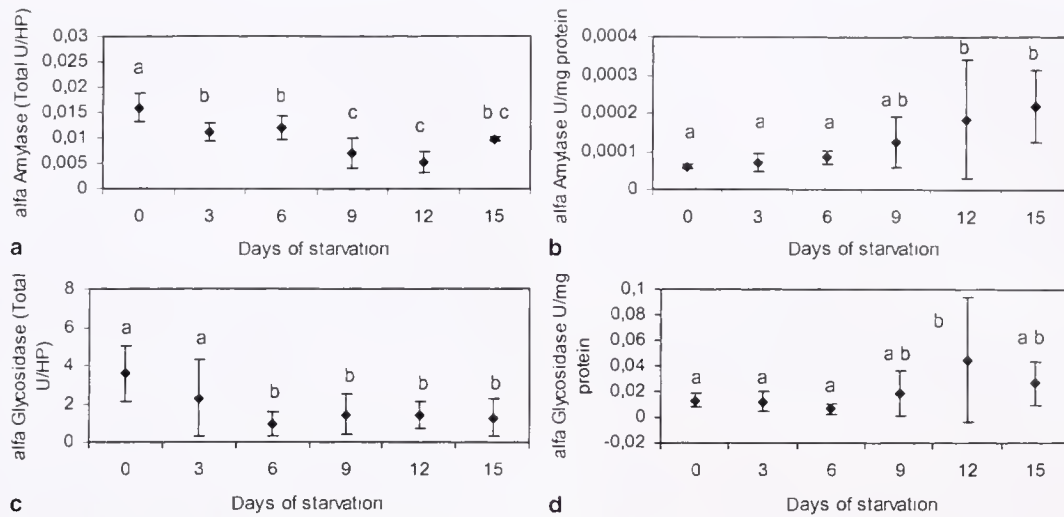 alfa Amylase (Total U/HP)
0,03
0,025
0,02
0,015
0,01
0,005
0
a
b
b
c
c
b c
0
3
6
9
12
15
Days of starvation
a
alfa Amylase U/mg protein
0,0004
0,0003
0,0002
0,0001
0
a
a
a
a b
b
b
0
3
6
9
12
15
Days of starvation
b
alfa Glycosidase (Total
U/HP)
8
6
4
2
0
a
a
b
b
b
b
0
3
6
9
12
15
Days of starvation
c
alfa Glycosidase U/mg
protein
0,1
0,08
0,06
0,04
0,02
0
-0,02
a
a
a
a b
b
a b
0
3
6
9
12
15
Days of starvation
d